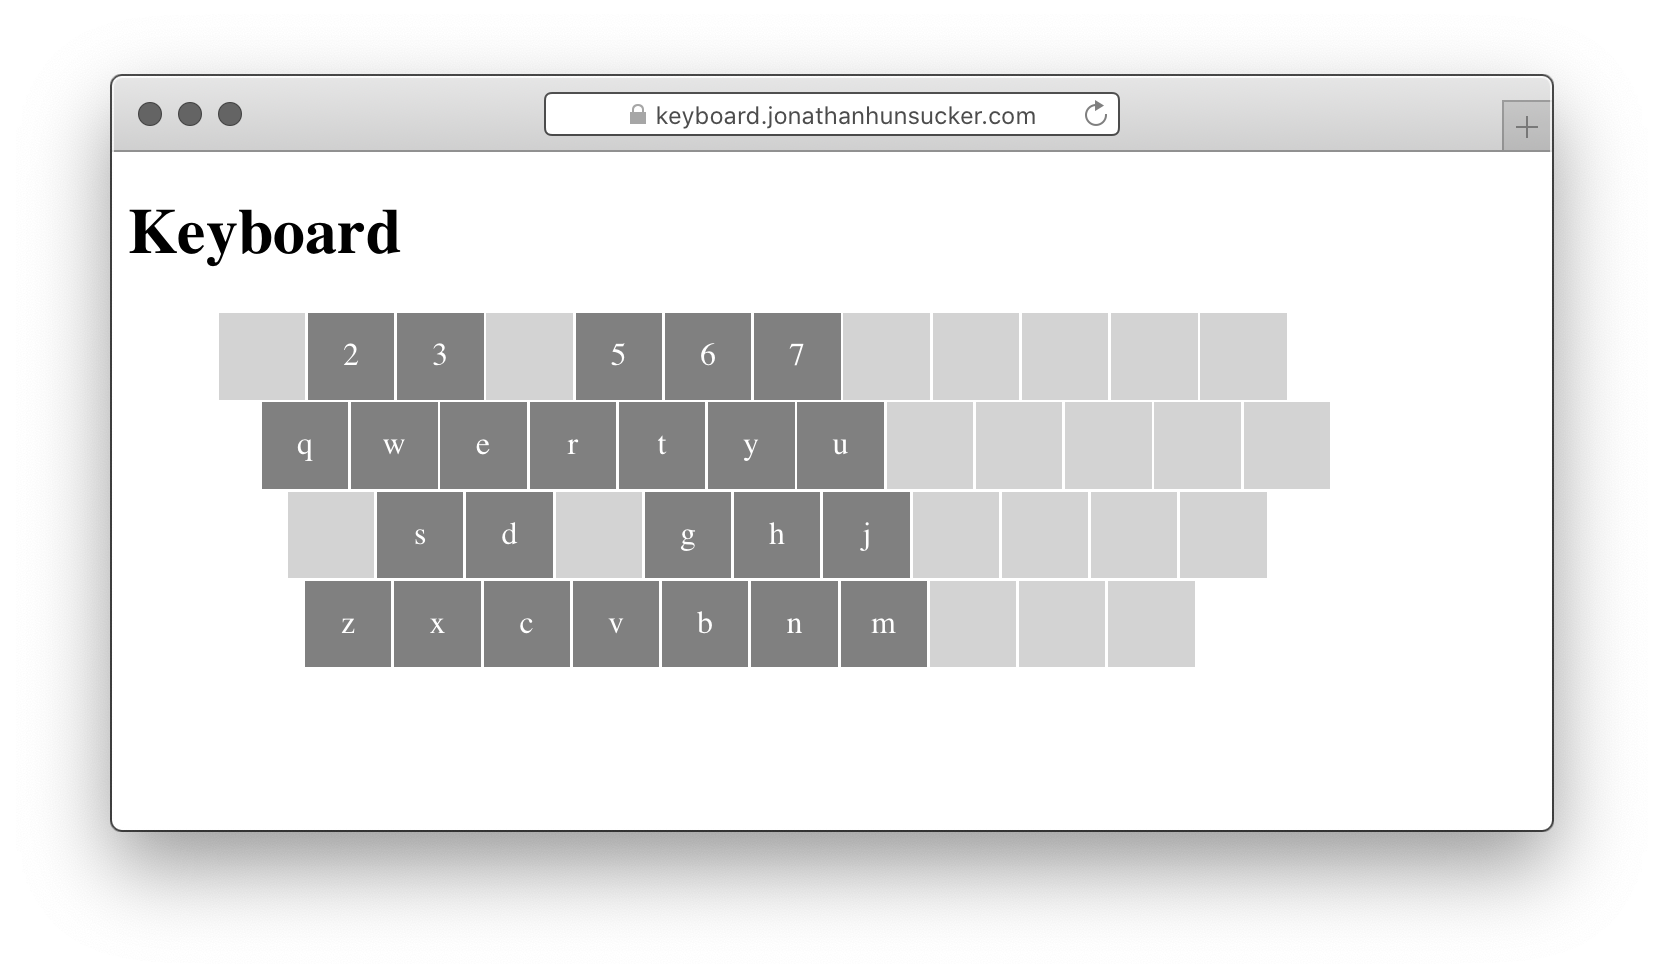 keyboard.jonathanhunsucker.com
Keyboard
2 3 5 6 7
q w e r t y u
s d g h j
z x c v b n m